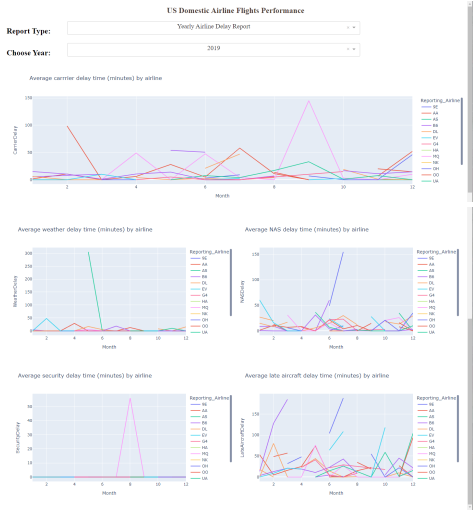 US Domestic Airline Flights Performance
Report Type:
Yearly Airline Delay Report
Choose Year:
2019
Average carrrier delay time (minutes) by airline
CarrierDelay
150
100
50
0
2
4
6
8
10
12
Month
Reporting_Airline
9E
AA
AS
B6
DL
EV
G4
HA
MQ
NK
OH
OO
UA
Average weather delay time (minutes) by airline
WeatherDelay
300
250
200
150
100
50
0
2
4
6
8
10
12
Month
Reporting_Airline
9E
AA
AS
B6
DL
EV
G4
HA
MQ
NK
OH
OO
UA
Average NAS delay time (minutes) by airline
NASDelay
150
100
50
0
2
4
6
8
10
12
Month
Reporting_Airline
9E
AA
AS
B6
DL
EV
G4
HA
MQ
NK
OH
OO
UA
Average security delay time (minutes) by airline
SecurityDelay
50
40
30
20
10
0
2
4
6
8
10
12
Month
Reporting_Airline
9E
AA
AS
B6
DL
EV
G4
HA
MQ
NK
OH
OO
UA
Average late aircraft delay time (minutes) by airline
LateAircraftDelay
150
100
50
0
2
4
6
8
10
12
Month
Reporting_Airline
9E
AA
AS
B6
DL
EV
G4
HA
MQ
NK
OH
OO
UA